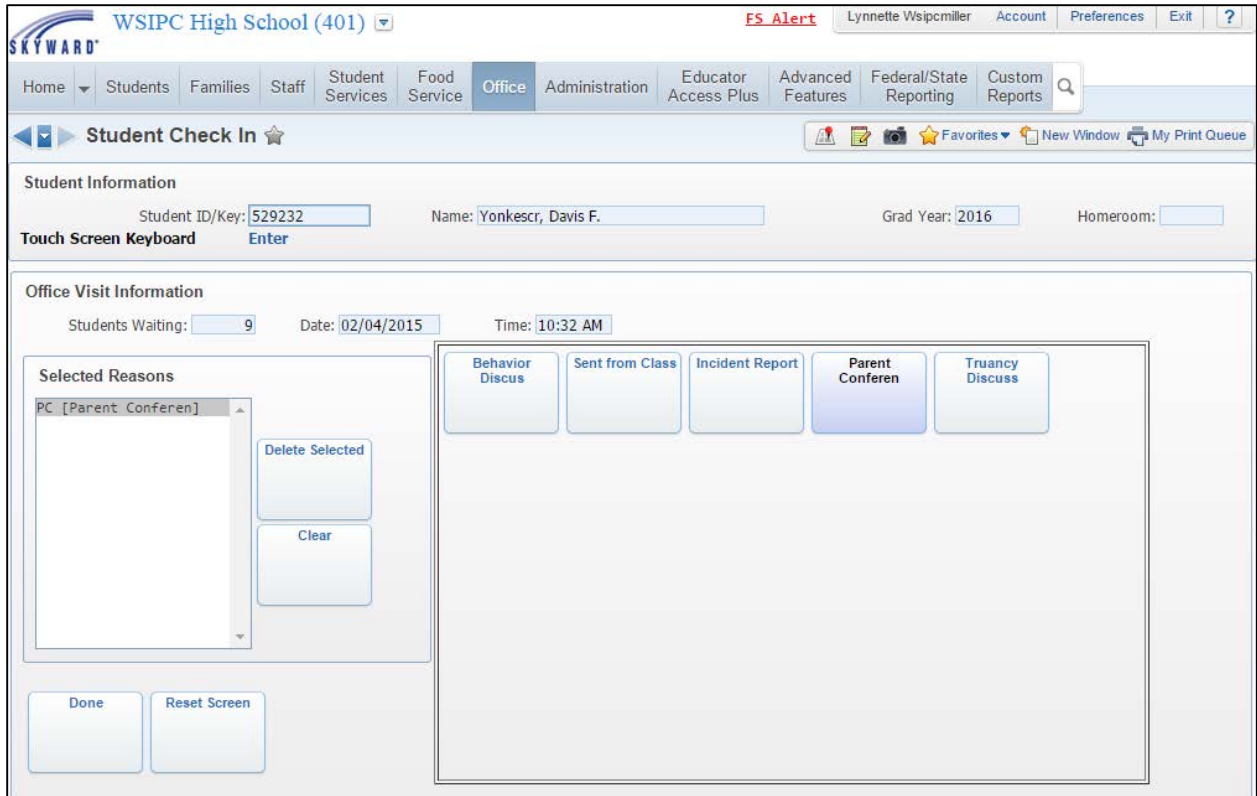 SKYWARD®
WSIPC High School (401)
FS Alert
Lynnette Wsipcmiller Account Preferences Exit ?
Home Students Families Staff Student Services Food Service Office Administration Educator Access Plus Advanced Features Federal/State Reporting Custom Reports
Student Check In
Favorites New Window My Print Queue
Student Information
Student ID/Key: 529232 Name: Yonkescr, Davis F. Grad Year: 2016 Homeroom:
Touch Screen Keyboard Enter
Office Visit Information
Students Waiting: 9 Date: 02/04/2015 Time: 10:32 AM
Selected Reasons
PC [Parent Conferen]
Delete Selected
Clear
Done
Reset Screen
Behavior
Discus
Sent from Class
Incident Report
Parent
Conferen
Truancy
Discuss